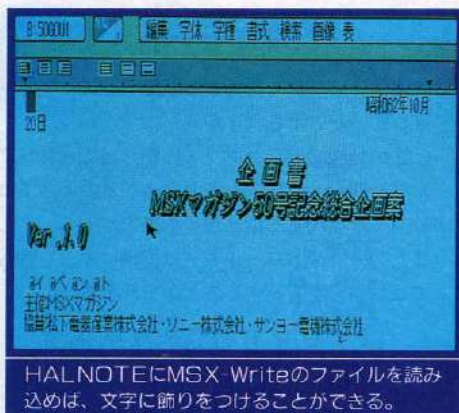 B:50GOU1 編集 字体 字種 書式 検索 画像 表
昭和62年10月
20日
企画書
MSXマガジン50号記念総合企画案
Ver .1.0
主催MSXマガジン
協賛松下電器産業株式会社・ソニー株式会社・サンヨー電機株式会社
HALNOTEにMSX-Writeのファイルを読み
込めば、文字に飾りをつけることができる。